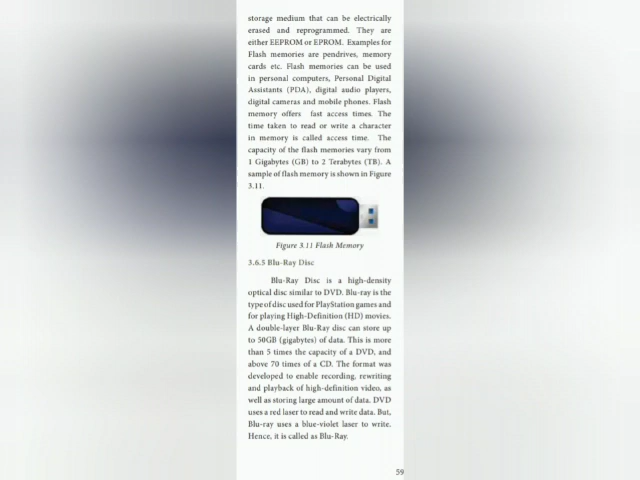 storage medium that can be electrically
erased and reprogrammed. They are
either EEPROM or EPROM. Examples for
Flash memories are pendrives, memory
cards etc. Flash memories can be used
in personal computers, Personal Digital
Assistants (PDA), digital audio players,
digital cameras and mobile phones. Flash
memory offers fast access times. The
time taken to read or write a character
in memory is called access time. The
capacity of the flash memories vary from
1 Gigabytes (GB) to 2 Terabytes (TB). A
sample of flash memory is shown in Figure
3.11.
Figure 3.11 Flash Memory
3.6.5 Blu-Ray Disc
Blu-Ray Disc is a high-density
optical disc similar to DVD. Blu-ray is the
type of disc used for PlayStation games and
for playing High-Definition (HD) movies.
A double-layer Blu-Ray disc can store up
to 50GB (gigabytes) of data. This is more
than 5 times the capacity of a DVD, and
above 70 times of a CD. The format was
developed to enable recording, rewriting
and playback of high-definition video, as
well as storing large amount of data. DVD
uses a red laser to read and write data. But,
Blu-ray uses a blue-violet laser to write.
Hence, it is called as Blu-Ray.
59